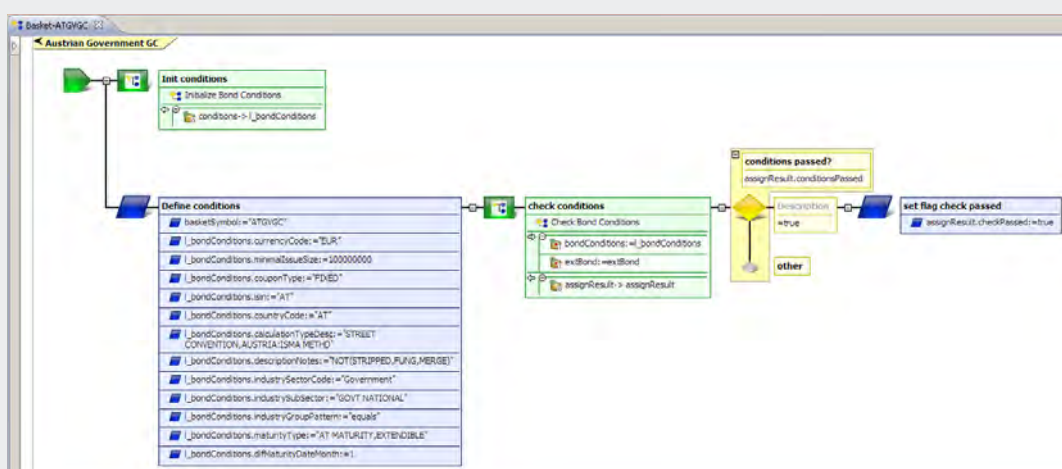 Basket-ATGVGC
Austrian Government GC
Init conditions
Initialize Bond Conditions
conditions-> l_bondConditions
Define conditions
basketSymbol:="ATGVGC"
l_bondConditions.currencyCode:="EUR"
l_bondConditions.minimalIssueSize:=100000000
l_bondConditions.couponType:="FIXED"
l_bondConditions.isin:="AT"
l_bondConditions.countryCode:="AT"
l_bondConditions.calculationTypeDesc:="STREET
CONVENTION,AUSTRIA:ISMA METHD"
l_bondConditions.descriptionNotes:="NOT(STRIPPED,FUNG,MERGE)"
l_bondConditions.industrySectorCode:="Government"
l_bondConditions.industrySubSector:="GOVT NATIONAL"
l_bondConditions.industryGroupPattern:="equals"
l_bondConditions.maturityType:="AT MATURITY,EXTENDIBLE"
l_bondConditions.difMaturityDateMonth:=1
check conditions
Check Bond Conditions
bondConditions:=l_bondConditions
extBond:=extBond
assignResult-> assignResult
conditions passed?
assignResult.conditionsPassed
Description
=true
other
set flag check passed
assignResult.checkPassed:=true